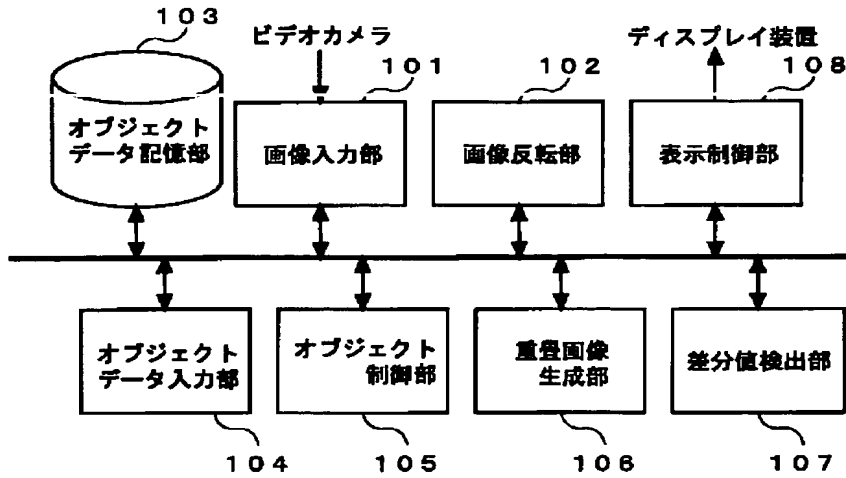 103
ビデオカメラ
ディスプレイ装置
101
102
108
オブジェクト
データ記憶部
画像入力部
画像反転部
表示制御部
オブジェクト
データ入力部
オブジェクト
制御部
重畳画像
生成部
差分値検出部
104
105
106
107